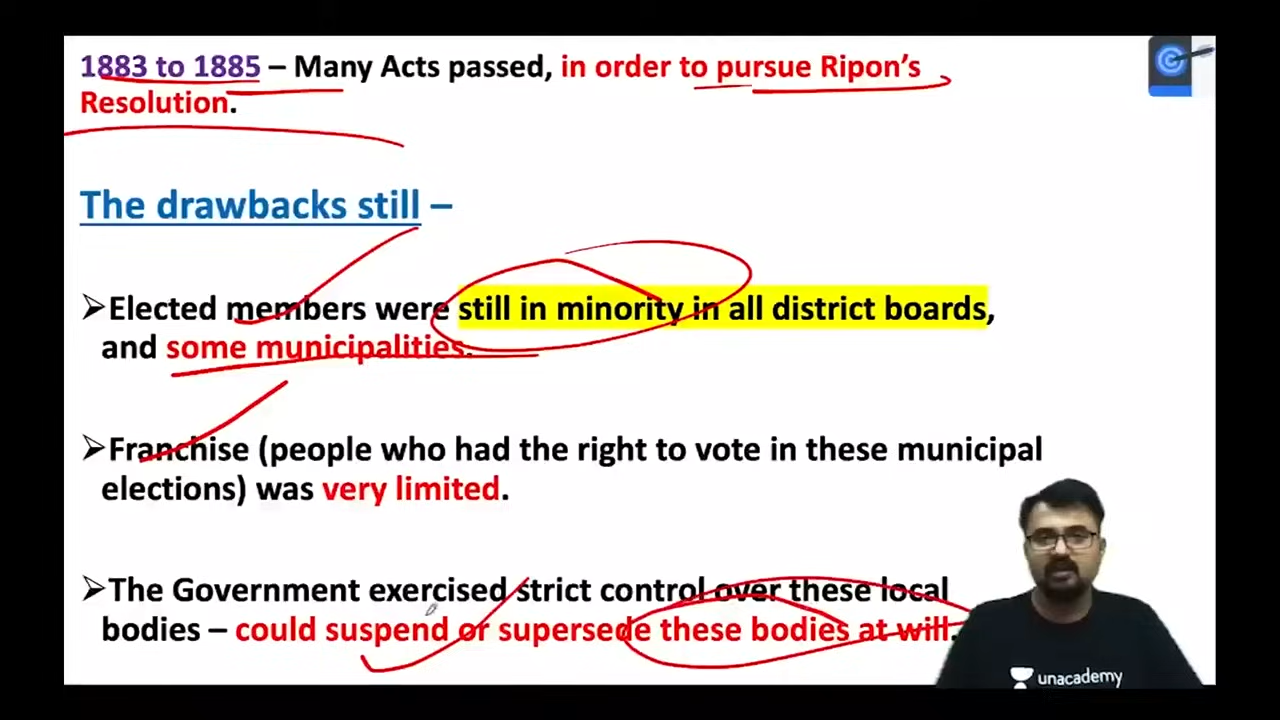 1883 to 1885 – Many Acts passed, in order to pursue Ripon's
Resolution.
The drawbacks still –
➢Elected members were still in minority in all district boards,
and some municipalities.
➢Franchise (people who had the right to vote in these municipal
elections) was very limited.
➢The Government exercised strict control over these local
bodies – could suspend or supersede these bodies at will.
unacademy